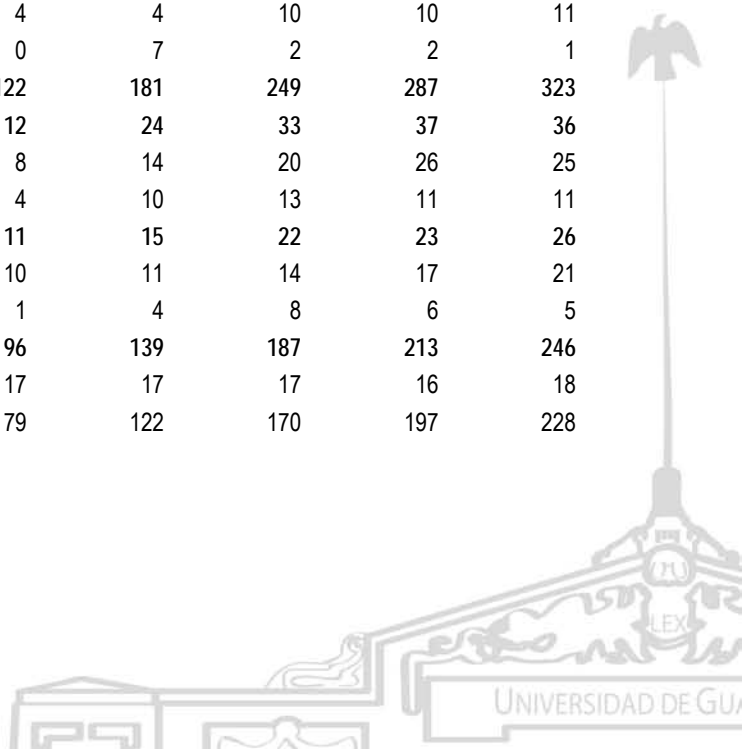 4 4 10 10 11
0 7 2 2 1
122 181 249 287 323
12 24 33 37 36
8 14 20 26 25
4 10 13 11 11
11 15 22 23 26
10 11 14 17 21
1 4 8 6 5
96 139 187 213 246
17 17 17 16 18
79 122 170 197 228
LEX
UNIVERSIDAD DE GUA